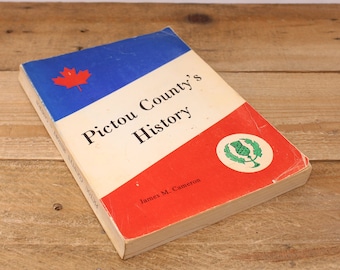 Pictou County's
History
James M. Cameron